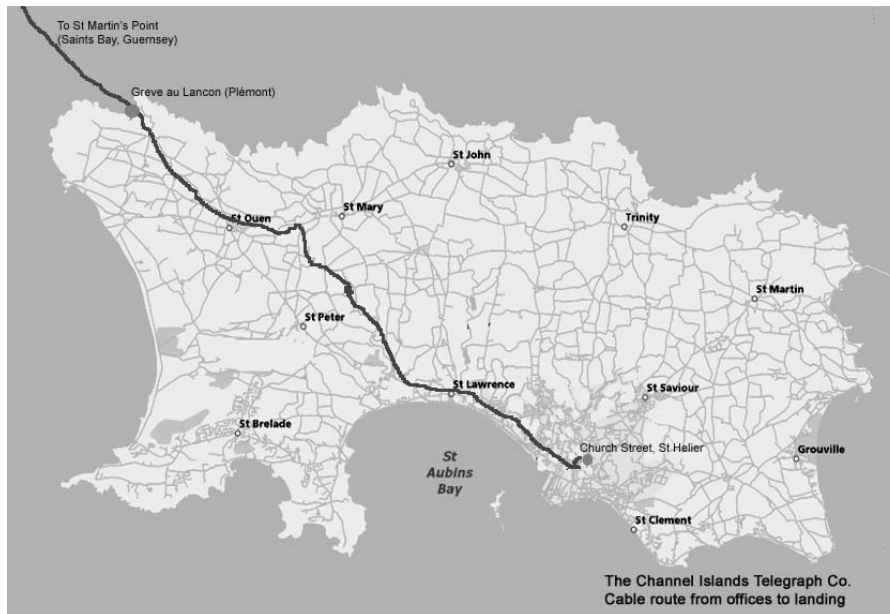 To St Martin's Point
(Saints Bay, Guernsey)
Greve au Lancon (Plémont)
St John
St Mary
St Ouen
Trinity
St Martin
St Peter
St Lawrence
St Saviour
St Brelade
Church Street, St Helier
Grouville
St
Aubins
Bay
St Clement
The Channel Islands Telegraph Co.
Cable route from offices to landing